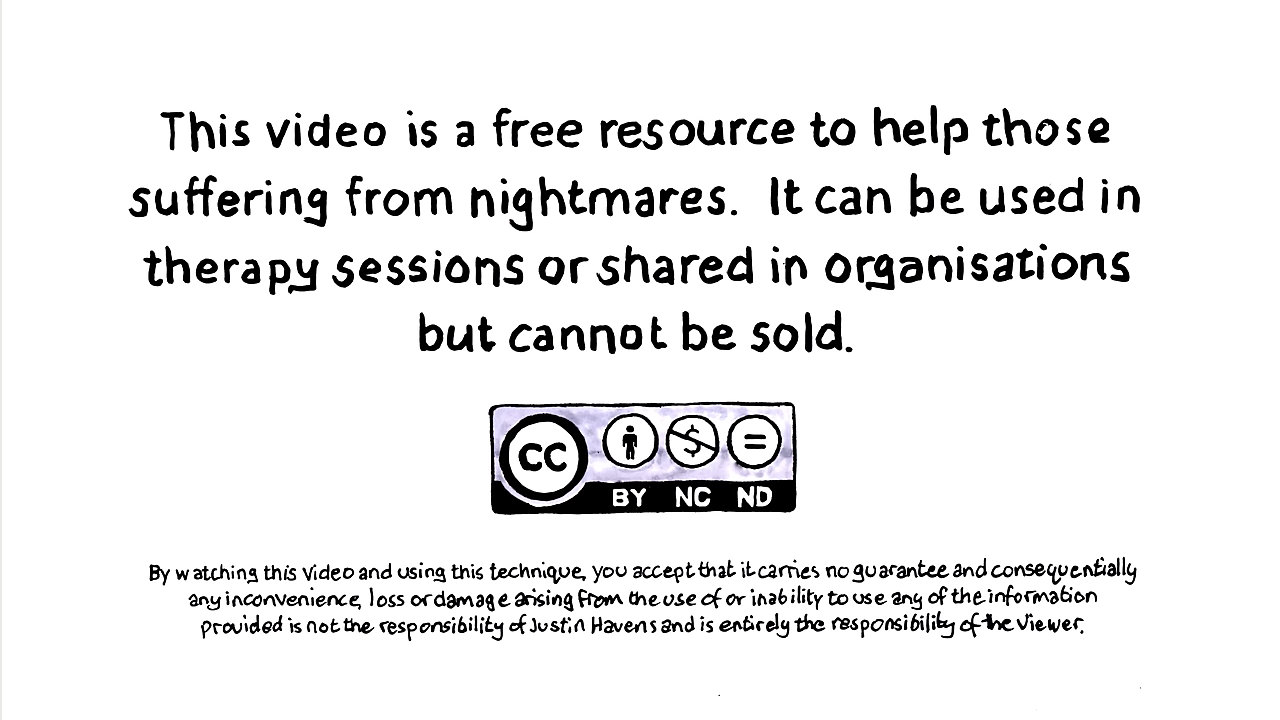 This video is a free resource to help those
suffering from nightmares. It can be used in
therapy sessions or shared in organisations
but cannot be sold.
CC
BY NC ND
By watching this Video and using this technique, you accept that it carries no guarantee and consequentially
any inconvenience, loss or damage arising from the use of or inability to use any of the information
provided is not the responsibility of Justin Havens and is entirely the responsibility of the Viewer.